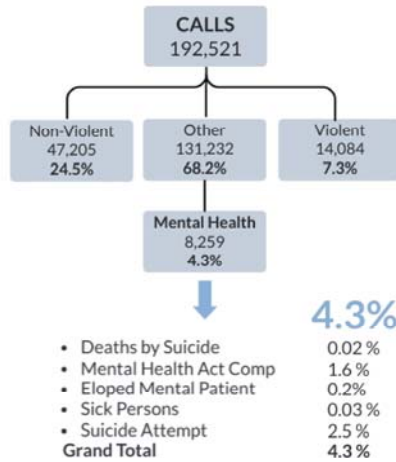 CALLS
192,521
Non-Violent
47,205
24.5%
Other
131,232
68.2%
Violent
14,084
7.3%
Mental Health
8,259
4.3%
4.3%
• Deaths by Suicide 0.02 %
• Mental Health Act Comp 1.6 %
• Eloped Mental Patient 0.2%
• Sick Persons 0.03 %
• Suicide Attempt 2.5 %
Grand Total 4.3 %